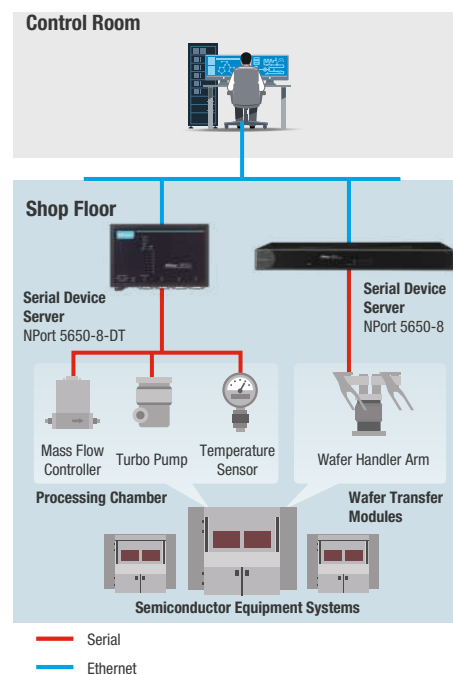 Control Room
Shop Floor
Serial Device
Server
NPort 5650-8-DT
Serial Device
Server
NPort 5650-8
Mass Flow
Controller
Turbo Pump
Temperature
Sensor
Wafer Handler Arm
Processing Chamber
Wafer Transfer
Modules
Semiconductor Equipment Systems
Serial
Ethernet